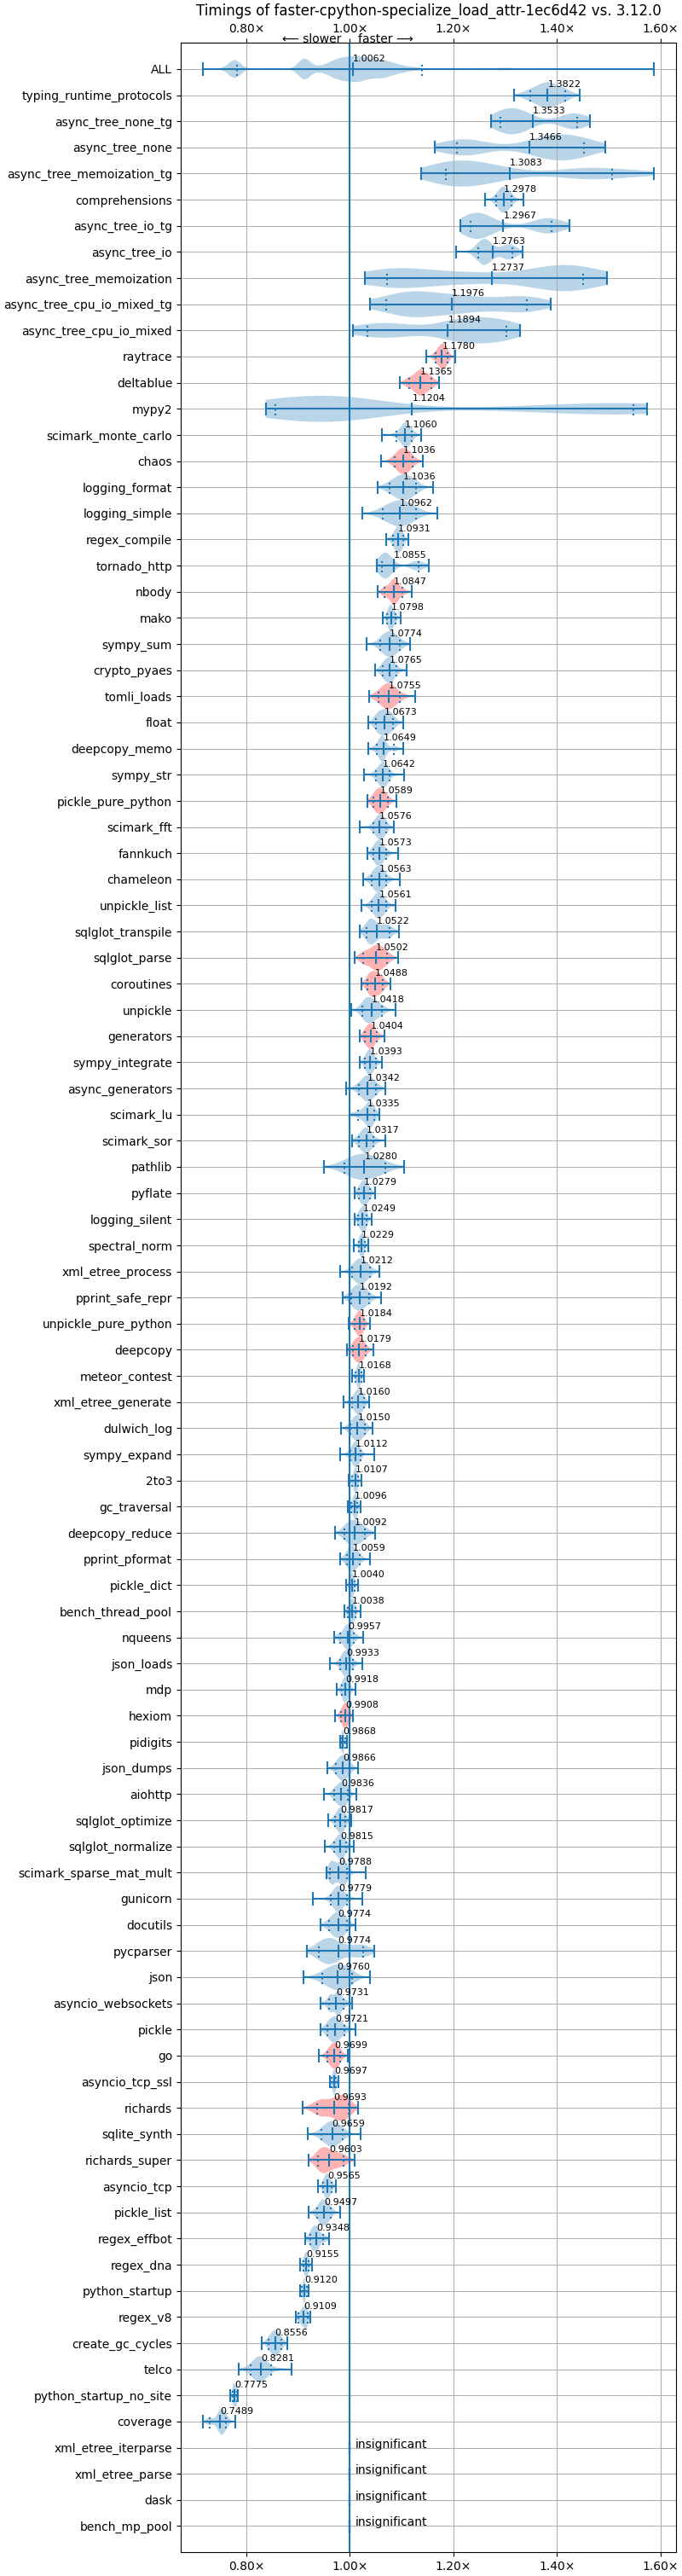 Timings of faster-cpython-specialize_load_attr-1ec6d42 vs. 3.12.0
0.80× 1.00× 1.20× 1.40× 1.60×
⟵ slower faster ⟶
ALL 1.0062
typing_runtime_protocols 1.3822
async_tree_none_tg 1.3533
async_tree_none 1.3466
async_tree_memoization_tg 1.3083
comprehensions 1.2978
async_tree_io_tg 1.2967
async_tree_io 1.2763
async_tree_memoization 1.2737
async_tree_cpu_io_mixed_tg 1.1976
async_tree_cpu_io_mixed 1.1894
raytrace 1.1780
deltablue 1.1365
mypy2 1.1204
scimark_monte_carlo 1.1060
chaos 1.1036
logging_format 1.1036
logging_simple 1.0962
regex_compile 1.0931
tornado_http 1.0855
nbody 1.0847
mako 1.0798
sympy_sum 1.0774
crypto_pyaes 1.0765
tomli_loads 1.0755
float 1.0673
deepcopy_memo 1.0649
sympy_str 1.0642
pickle_pure_python 1.0589
scimark_fft 1.0576
fannkuch 1.0573
chameleon 1.0563
unpickle_list 1.0561
sqlglot_transpile 1.0522
sqlglot_parse 1.0502
coroutines 1.0488
unpickle 1.0418
generators 1.0404
sympy_integrate 1.0393
async_generators 1.0342
scimark_lu 1.0335
scimark_sor 1.0317
pathlib 1.0280
pyflate 1.0279
logging_silent 1.0249
spectral_norm 1.0229
xml_etree_process 1.0212
pprint_safe_repr 1.0192
unpickle_pure_python 1.0184
deepcopy 1.0179
meteor_contest 1.0168
xml_etree_generate 1.0160
dulwich_log 1.0150
sympy_expand 1.0112
2to3 1.0107
gc_traversal 1.0096
deepcopy_reduce 1.0092
pprint_pformat 1.0059
pickle_dict 1.0040
bench_thread_pool 1.0038
nqueens 0.9957
json_loads 0.9933
mdp 0.9918
hexiom 0.9908
pidigits 0.9868
json_dumps 0.9866
aiohttp 0.9836
sqlglot_optimize 0.9817
sqlglot_normalize 0.9815
scimark_sparse_mat_mult 0.9788
gunicorn 0.9779
docutils 0.9774
pycparser 0.9774
json 0.9760
asyncio_websockets 0.9731
pickle 0.9721
go 0.9699
asyncio_tcp_ssl 0.9697
richards 0.9693
sqlite_synth 0.9659
richards_super 0.9603
asyncio_tcp 0.9565
pickle_list 0.9497
regex_effbot 0.9348
regex_dna 0.9155
python_startup 0.9120
regex_v8 0.9109
create_gc_cycles 0.8556
telco 0.8281
python_startup_no_site 0.7775
coverage 0.7489
xml_etree_iterparse insignificant
xml_etree_parse insignificant
dask insignificant
bench_mp_pool insignificant
0.80× 1.00× 1.20× 1.40× 1.60×